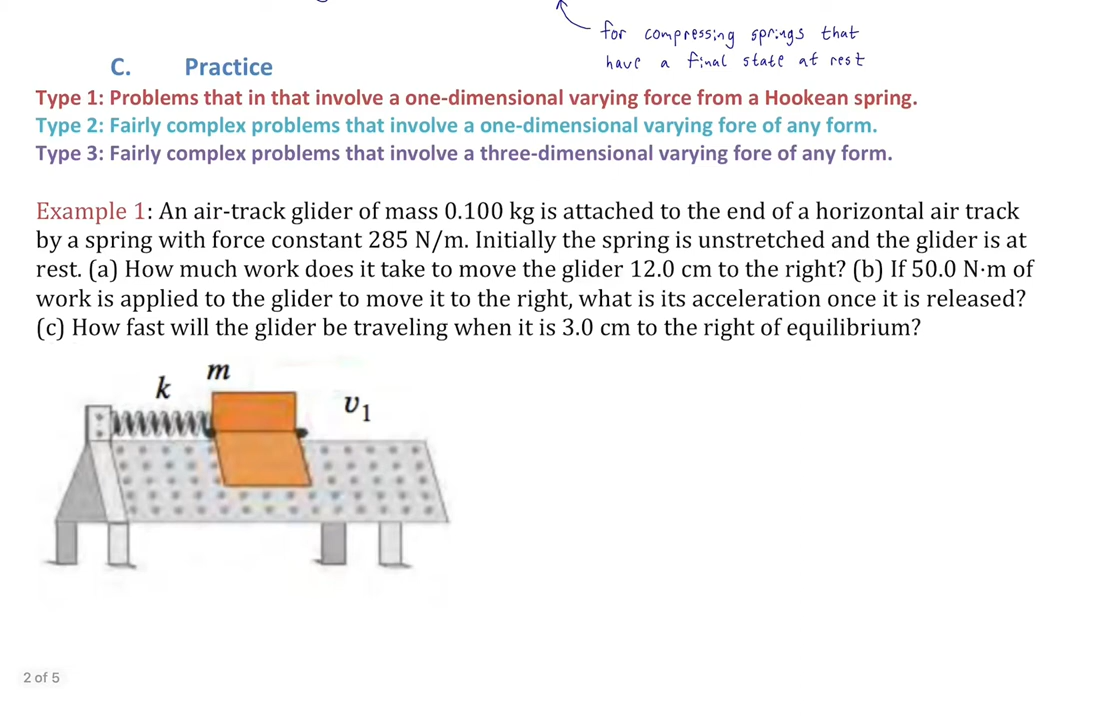 for compressing springs that
have a final state at rest
C. Practice
Type 1: Problems that in that involve a one-dimensional varying force from a Hookean spring.
Type 2: Fairly complex problems that involve a one-dimensional varying fore of any form.
Type 3: Fairly complex problems that involve a three-dimensional varying fore of any form.
Example 1: An air-track glider of mass 0.100 kg is attached to the end of a horizontal air track
by a spring with force constant 285 N/m. Initially the spring is unstretched and the glider is at
rest. (a) How much work does it take to move the glider 12.0 cm to the right? (b) If 50.0 N·m of
work is applied to the glider to move it to the right, what is its acceleration once it is released?
(c) How fast will the glider be traveling when it is 3.0 cm to the right of equilibrium?
m
k
v₁
2 of 5